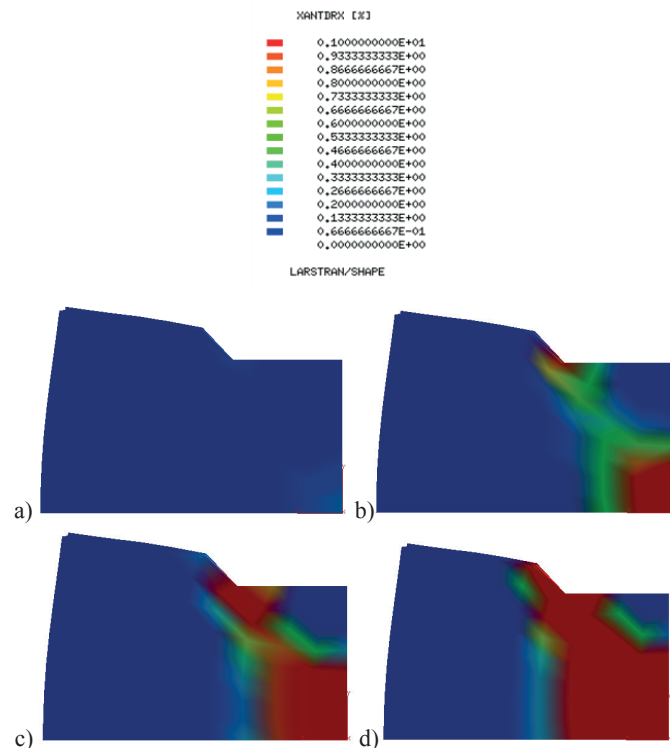 XANTDRX [%]
0.1000000000E+01
0.9333333333E+00
0.8666666667E+00
0.8000000000E+00
0.7333333333E+00
0.6666666667E+00
0.6000000000E+00
0.5333333333E+00
0.4666666667E+00
0.4000000000E+00
0.3333333333E+00
0.2666666667E+00
0.2000000000E+00
0.1333333333E+00
0.6666666667E-01
0.0000000000E+00
LARSTRAN/SHAPE
a) b)
c) d)